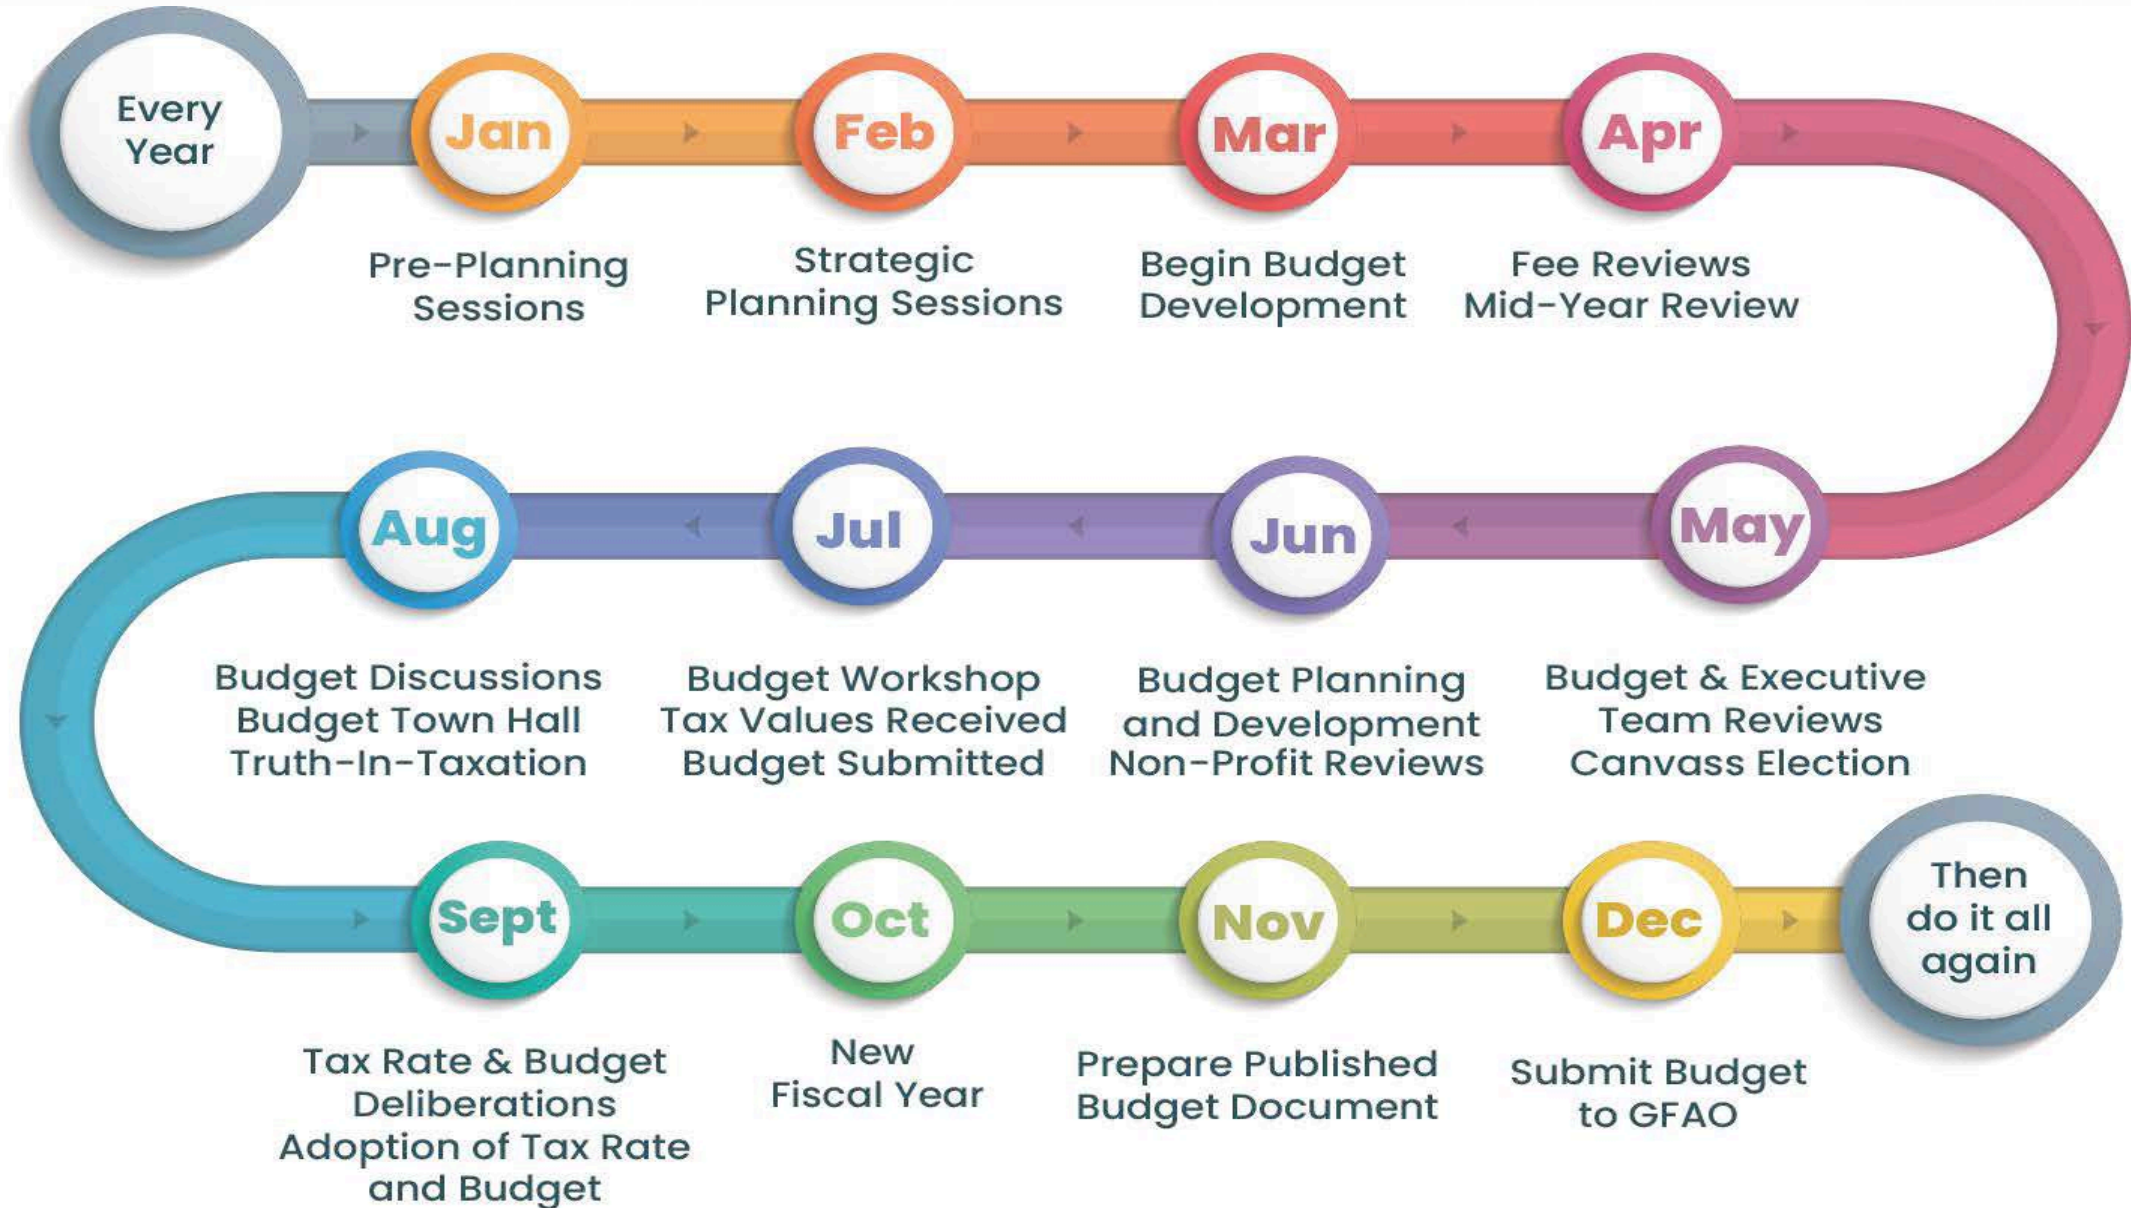 Every
Year
Jan
Pre-Planning
Sessions
Feb
Strategic
Planning Sessions
Mar
Begin Budget
Development
Apr
Fee Reviews
Mid-Year Review
May
Budget & Executive
Team Reviews
Canvass Election
Jun
Budget Planning
and Development
Non-Profit Reviews
Jul
Budget Workshop
Tax Values Received
Budget Submitted
Aug
Budget Discussions
Budget Town Hall
Truth-In-Taxation
Sept
Tax Rate & Budget
Deliberations
Adoption of Tax Rate
and Budget
Oct
New
Fiscal Year
Nov
Prepare Published
Budget Document
Dec
Submit Budget
to GFAO
Then
do it all
again